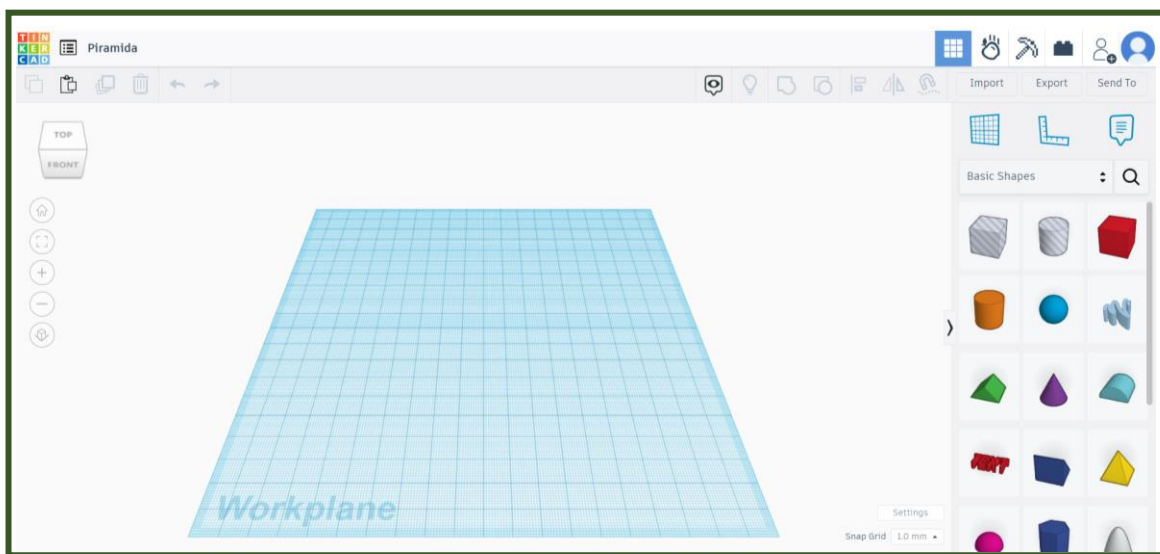 TIN
KER
CAD
Piramida
Import Export Send To
TOP
FRONT
Basic Shapes
TEXT
Workplane
Settings
Snap Grid 1.0 mm